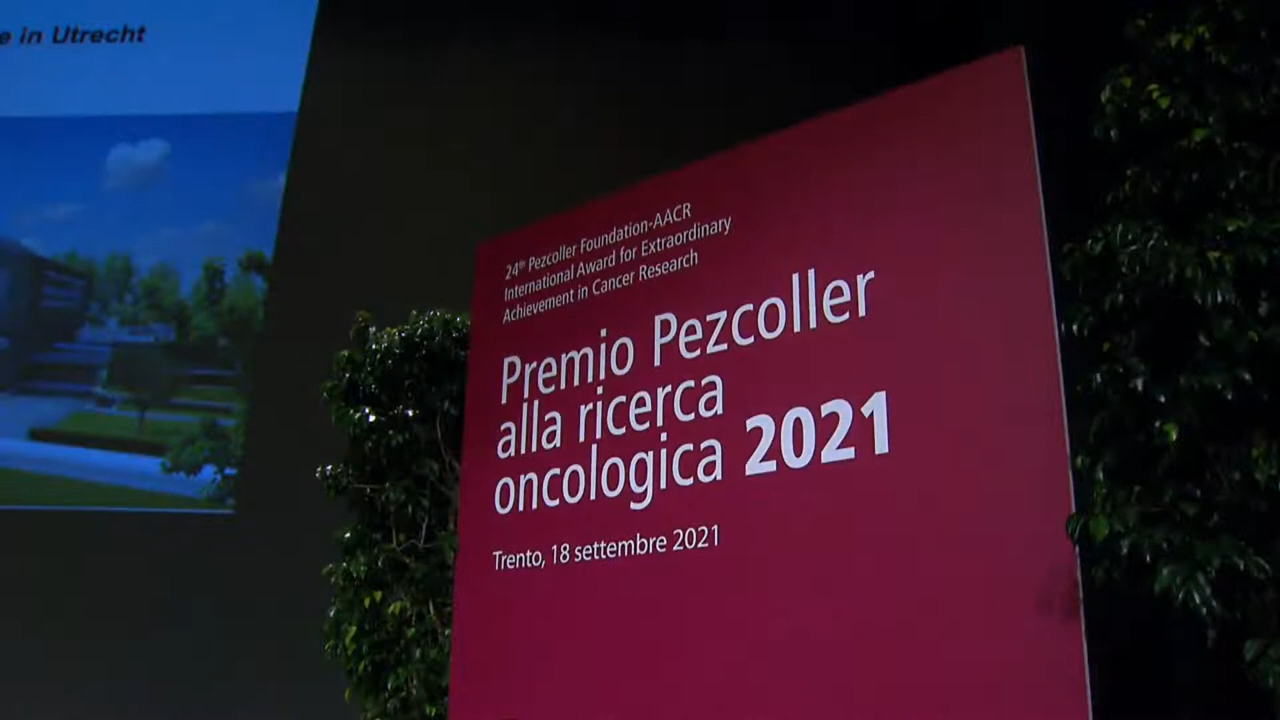 e in Utrecht
24th Pezcoller Foundation-AACR
International Award for Extraordinary
Achievement in Cancer Research
Premio Pezcoller
alla ricerca
oncologica 2021
Trento, 18 settembre 2021